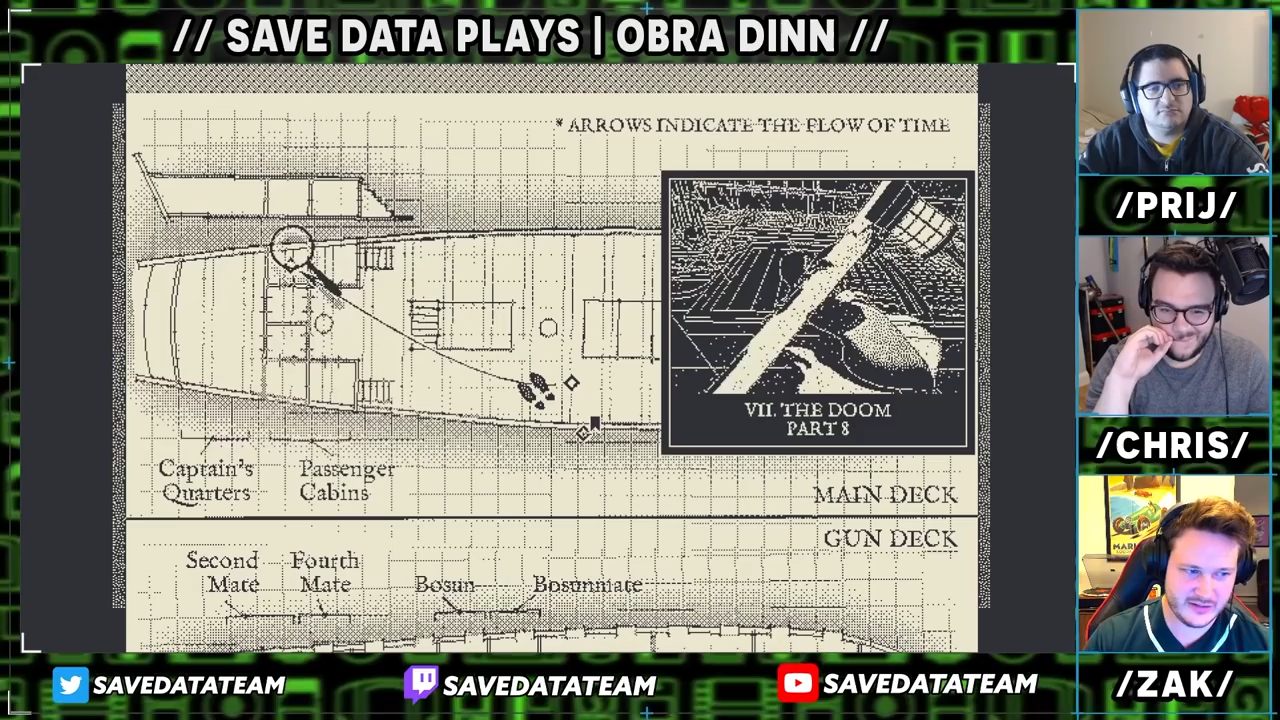 // SAVE DATA PLAYS | OBRA DINN //
* ARROWS INDICATE THE FLOW OF TIME
VII. THE DOOM
PART 8
Captain's
Quarters
Passenger
Cabins
MAIN DECK
GUN DECK
Second
Mate
Fourth
Mate
Bosun
Bosunmate
/PRIJ/
/CHRIS/
MARI
/ZAK/
SAVEDATATEAM
SAVEDATATEAM
SAVEDATATEAM